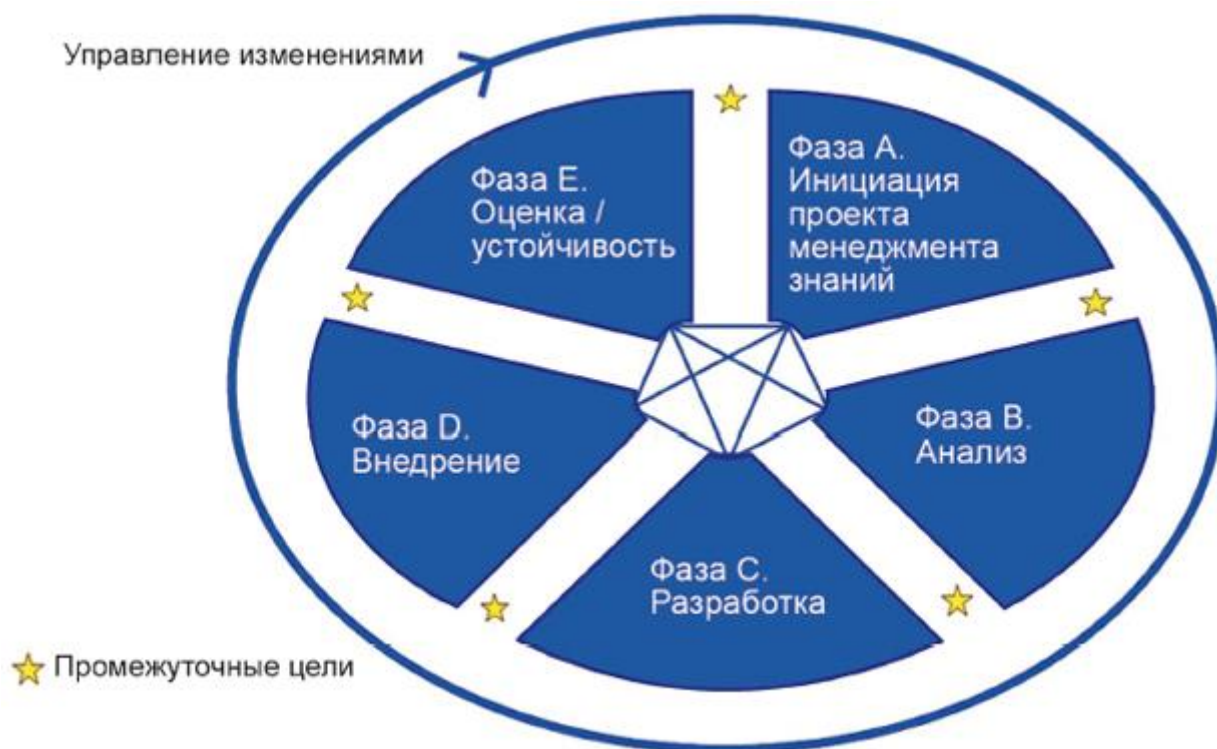 Управление изменениями
Фаза A.
Инициация
проекта
менеджмента
знаний
Фаза B.
Анализ
Фаза C.
Разработка
Фаза D.
Внедрение
Фаза E.
Оценка /
устойчивость
Промежуточные цели